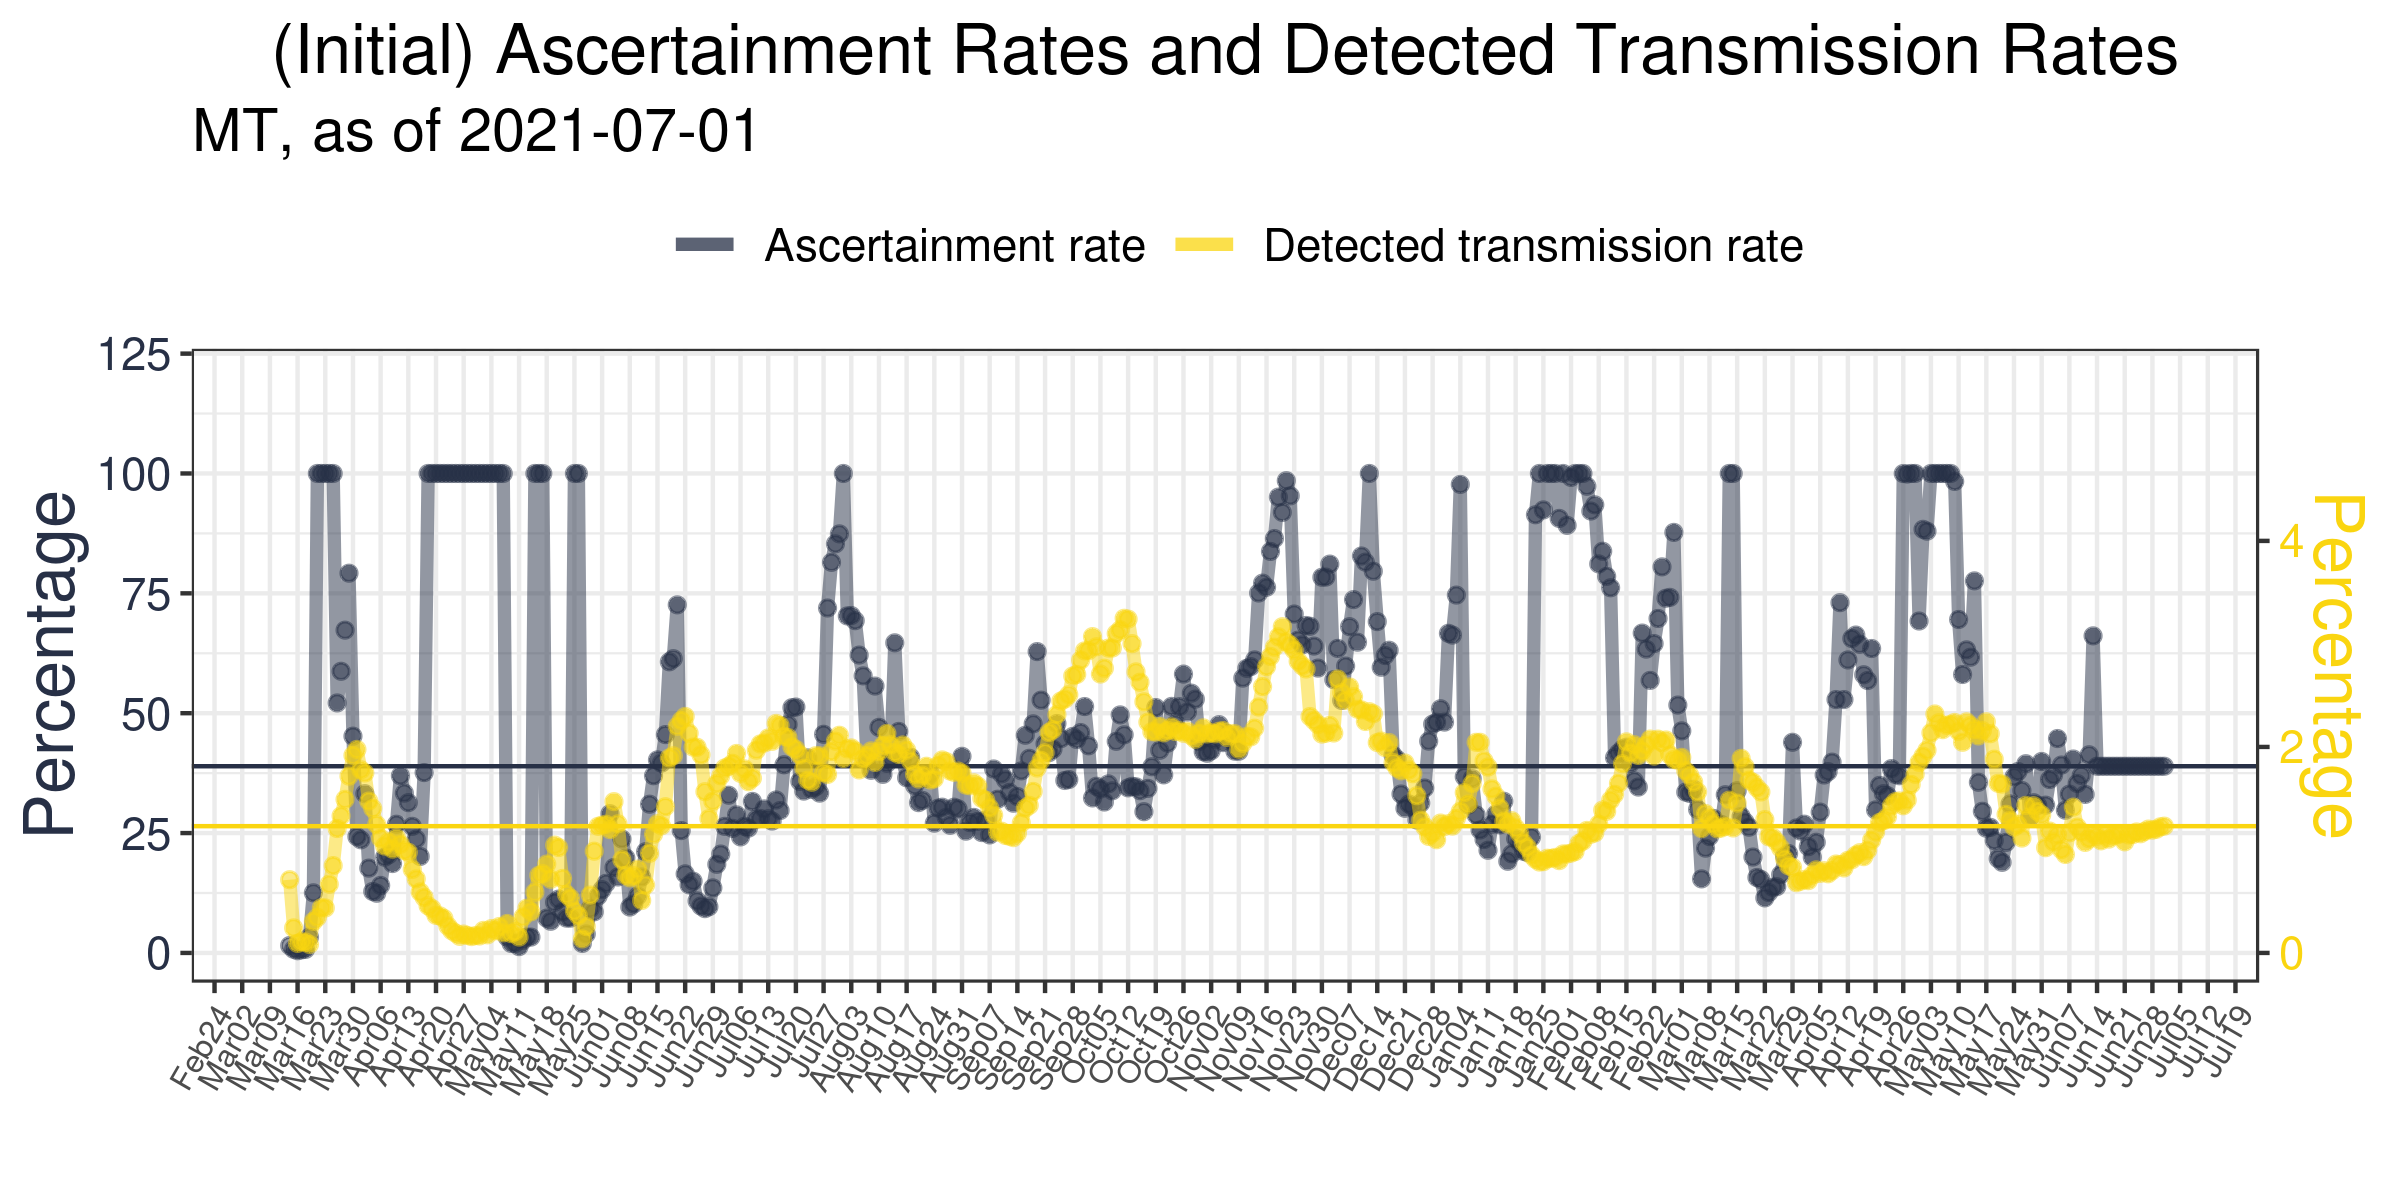 (Initial) Ascertainment Rates and Detected Transmission Rates
MT, as of 2021-07-01
Ascertainment rate
Detected transmission rate
Percentage
125
100
75
50
25
0
4
2
0
Percentage
Feb24
Mar02
Mar09
Mar16
Mar23
Mar30
Apr06
Apr13
Apr20
Apr27
May04
May11
May18
May25
Jun01
Jun08
Jun15
Jun22
Jun29
Jul06
Jul13
Jul20
Jul27
Aug03
Aug10
Aug17
Aug24
Aug31
Sep07
Sep14
Sep21
Sep28
Oct05
Oct12
Oct19
Oct26
Nov02
Nov09
Nov16
Nov23
Nov30
Dec07
Dec14
Dec21
Dec28
Jan04
Jan11
Jan18
Jan25
Feb01
Feb08
Feb15
Feb22
Mar01
Mar08
Mar15
Mar22
Mar29
Apr05
Apr12
Apr19
Apr26
May03
May10
May17
May24
May31
Jun07
Jun14
Jun21
Jun28
Jul05
Jul12
Jul19